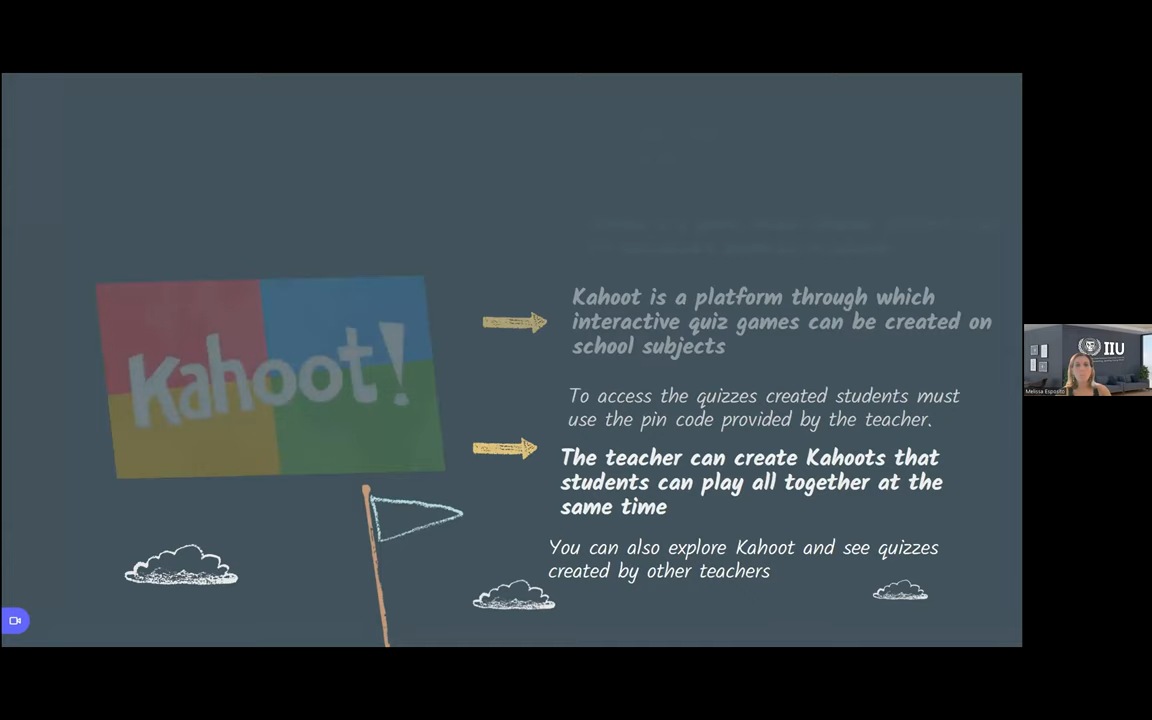 Kahoot!
Kahoot is a platform through which
interactive quiz games can be created on
school subjects
To access the quizzes created students must
use the pin code provided by the teacher.
The teacher can create Kahoots that
students can play all together at the
same time
You can also explore Kahoot and see quizzes
created by other teachers
IIU
Melissa Esposito